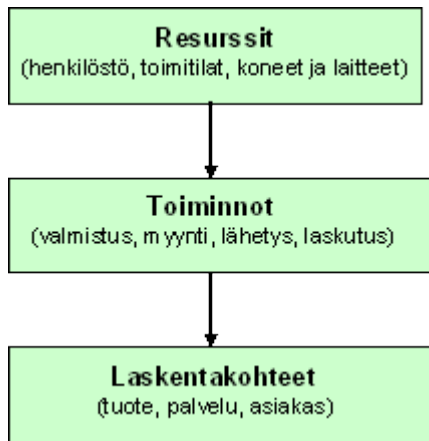 Resurssit
(henkilöstö, toimitilat, koneet ja laitteet)
Toiminnot
(valmistus, myynti, lähetys, laskutus)
Laskentakohteet
(tuote, palvelu, asiakas)